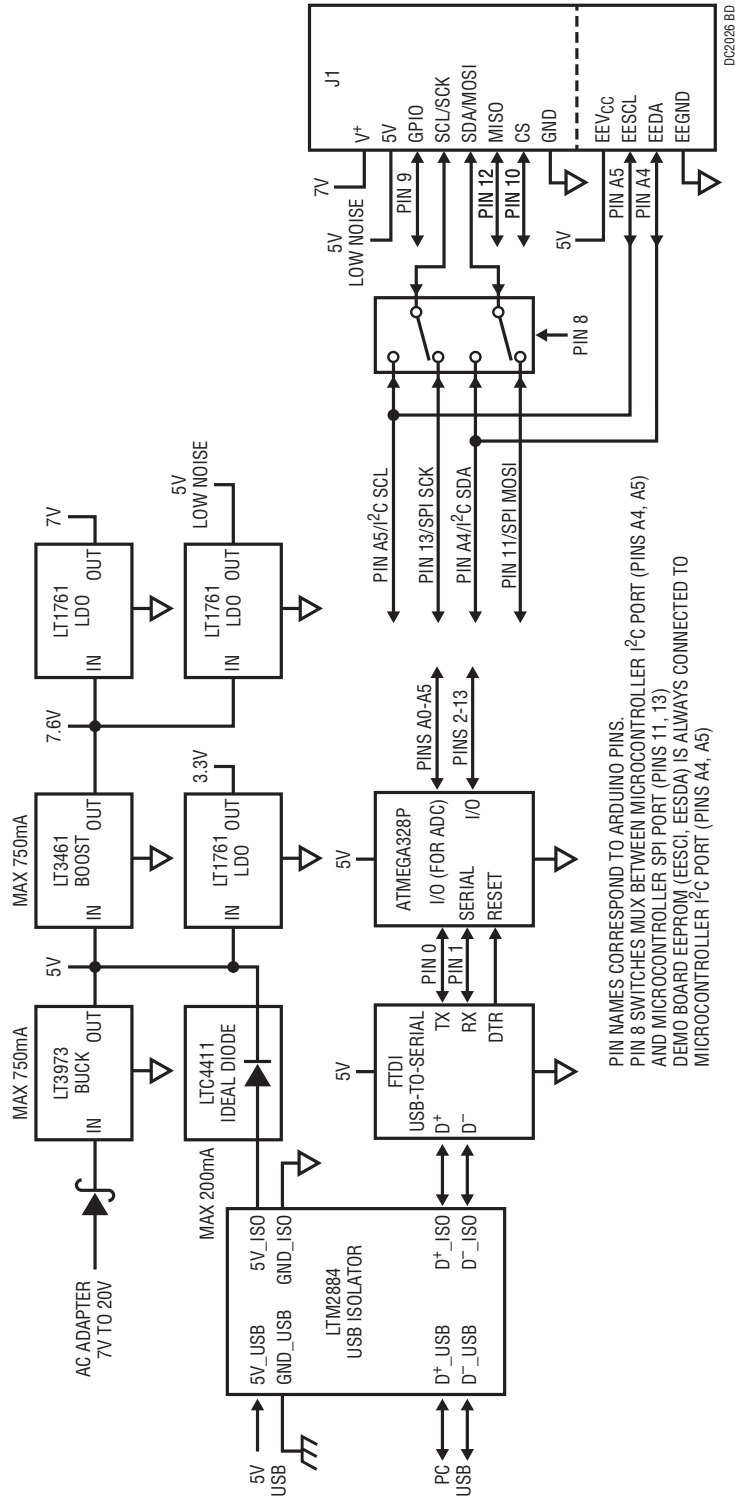 AC ADAPTER
7V TO 20V
MAX 750mA
IN
OUT
LT3973
BUCK
5V
MAX 750mA
IN
OUT
LT3461
BOOST
7.6V
IN
OUT
LT1761
LDO
7V
MAX 200mA
LTC4411
IDEAL DIODE
IN
OUT
LT1761
LDO
3.3V
IN
OUT
LT1761
LDO
5V
LOW NOISE
5V
USB
5V_USB
5V_ISO
GND_USB
GND_ISO
LTM2884
USB ISOLATOR
PC
USB
D+_USB
D+_ISO
D−_USB
D−_ISO
5V
FTDI
USB-TO-SERIAL
D+
TX
D−
RX
DTR
PIN 0
PIN 1
5V
ATMEGA328P
I/O (FOR ADC)
SERIAL
I/O
RESET
PINS A0-A5
PINS 2-13
PIN A5/I2C SCL
PIN 13/SPI SCK
PIN A4/I2C SDA
PIN 11/SPI MOSI
PIN 8
7V
5V
LOW NOISE
PIN 9
PIN 12
PIN 10
5V
PIN A5
PIN A4
J1
V+
5V
GPIO
SCL/SCK
SDA/MOSI
MISO
CS
GND
EEVCC
EESCL
EEDA
EEGND
PIN NAMES CORRESPOND TO ARDUINO PINS.
PIN 8 SWITCHES MUX BETWEEN MICROCONTROLLER I2C PORT (PINS A4, A5)
AND MICROCONTROLLER SPI PORT (PINS 11, 13)
DEMO BOARD EEPROM (EESCl, EESDA) IS ALWAYS CONNECTED TO
MICROCONTROLLER I2C PORT (PINS A4, A5)
DC2026 BD